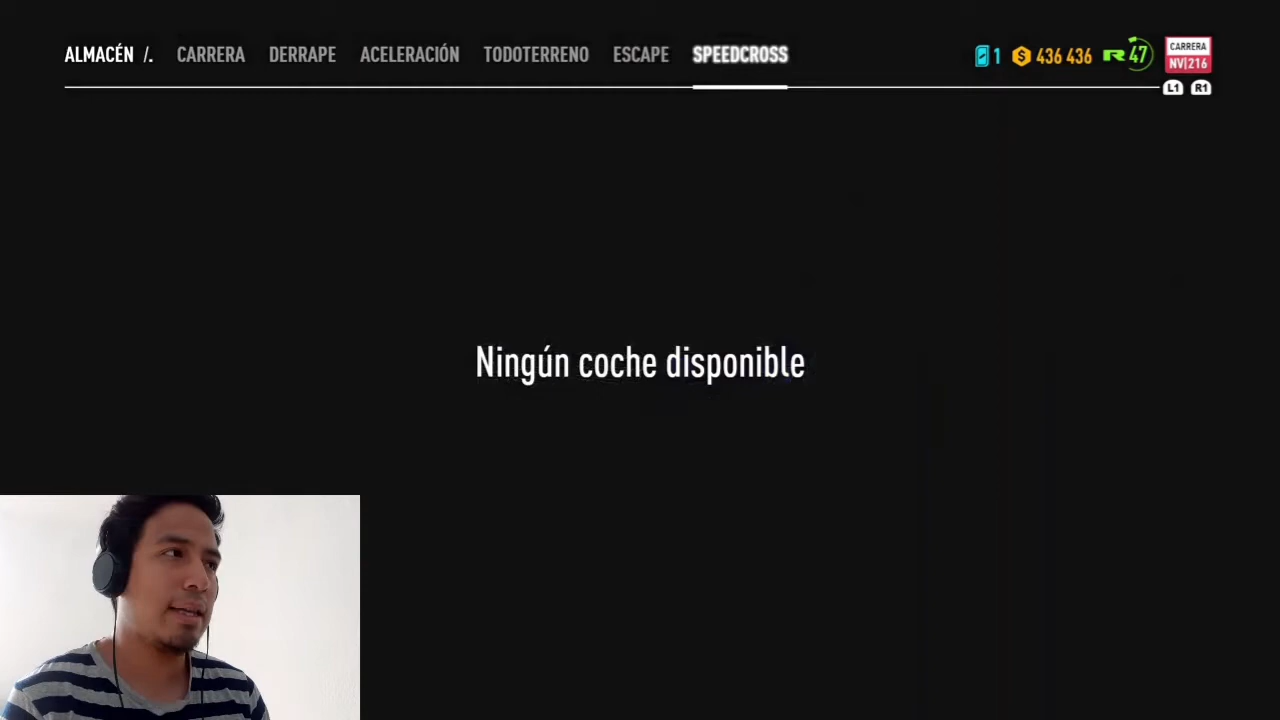 ALMACÉN /. CARRERA DERRAPE ACELERACIÓN TODOTERRENO ESCAPE SPEEDCROSS 1 436 436 R 47 CARRERA
NV|216
L1 R1
Ningún coche disponible